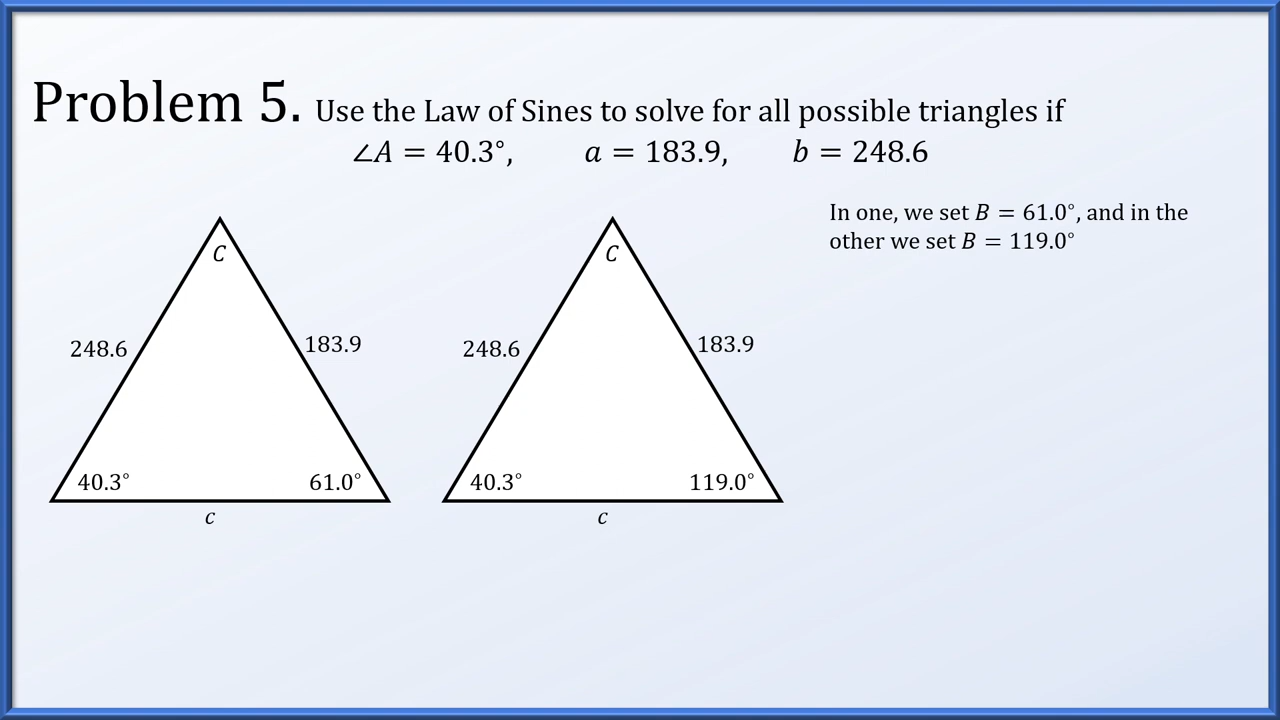 Problem 5. Use the Law of Sines to solve for all possible triangles if
∠A = 40.3°, a = 183.9, b = 248.6
In one, we set B = 61.0°, and in the
other we set B = 119.0°
C
248.6
183.9
40.3°
61.0°
c
C
248.6
183.9
40.3°
119.0°
c